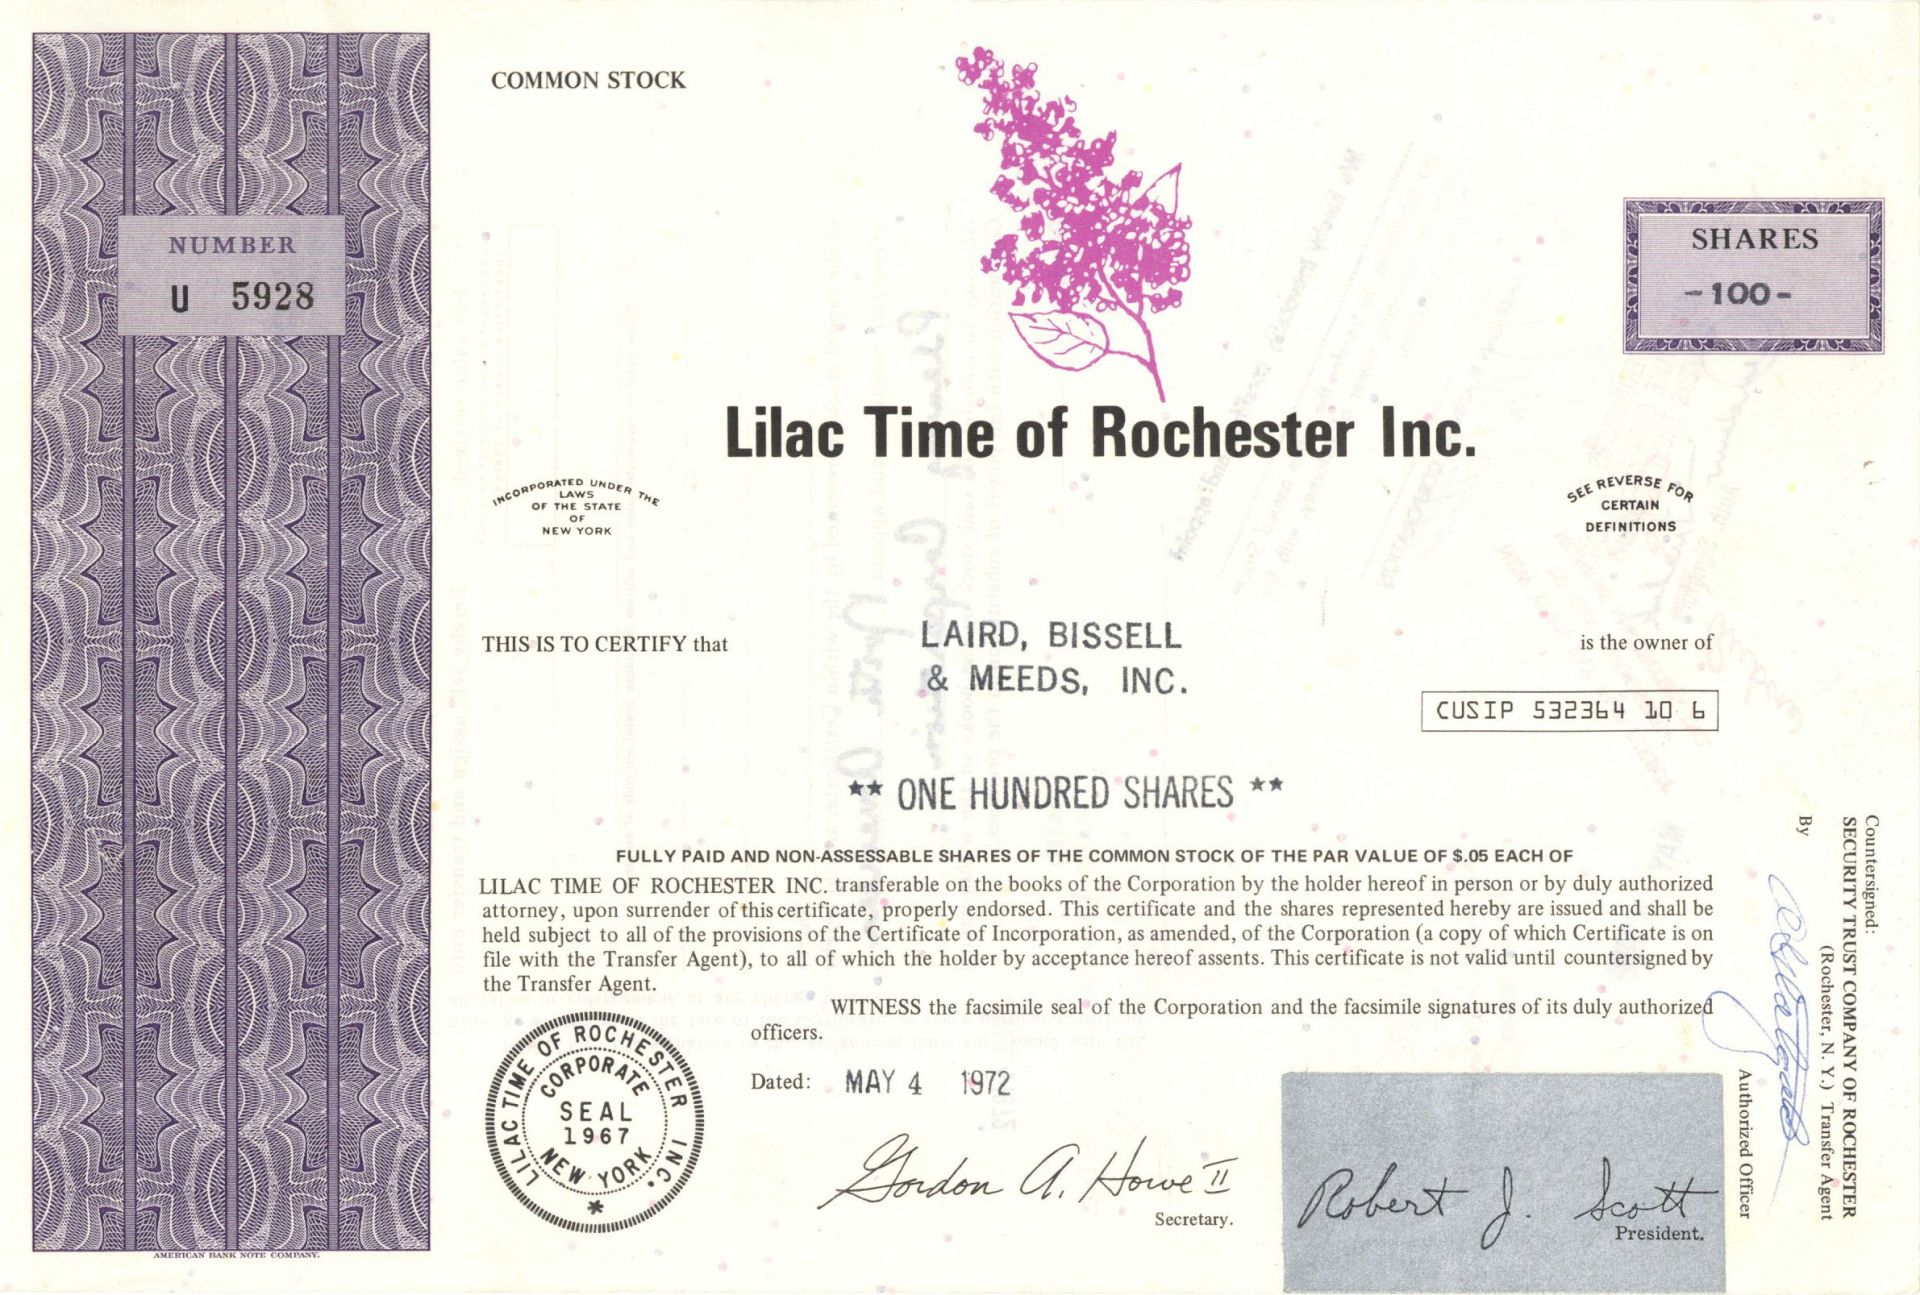 COMMON STOCK
NUMBER
U 5928
SHARES
-100-
Lilac Time of Rochester Inc.
INCORPORATED UNDER THE
LAWS
OF THE STATE
OF
NEW YORK
SEE REVERSE FOR
CERTAIN
DEFINITIONS
THIS IS TO CERTIFY that
LAIRD, BISSELL
& MEEDS, INC.
is the owner of
CUSIP 532364 10 6
** ONE HUNDRED SHARES **
FULLY PAID AND NON-ASSESSABLE SHARES OF THE COMMON STOCK OF THE PAR VALUE OF $.05 EACH OF
LILAC TIME OF ROCHESTER INC. transferable on the books of the Corporation by the holder hereof in person or by duly authorized
attorney, upon surrender of this certificate, properly endorsed. This certificate and the shares represented hereby are issued and shall be
held subject to all of the provisions of the Certificate of Incorporation, as amended, of the Corporation (a copy of which Certificate is on
file with the Transfer Agent), to all of which the holder by acceptance hereof assents. This certificate is not valid until countersigned by
the Transfer Agent.
WITNESS the facsimile seal of the Corporation and the facsimile signatures of its duly authorized
officers.
Dated: MAY 4 1972
LILAC TIME OF ROCHESTER INC.
CORPORATE
SEAL
1967
NEW YORK
*
Gordon A. Howe II
Secretary.
Robert J. Scott
President.
Countersigned:
SECURITY TRUST COMPANY OF ROCHESTER
(Rochester, N. Y.) Transfer Agent
By
Authorized Officer
AMERICAN BANK NOTE COMPANY.